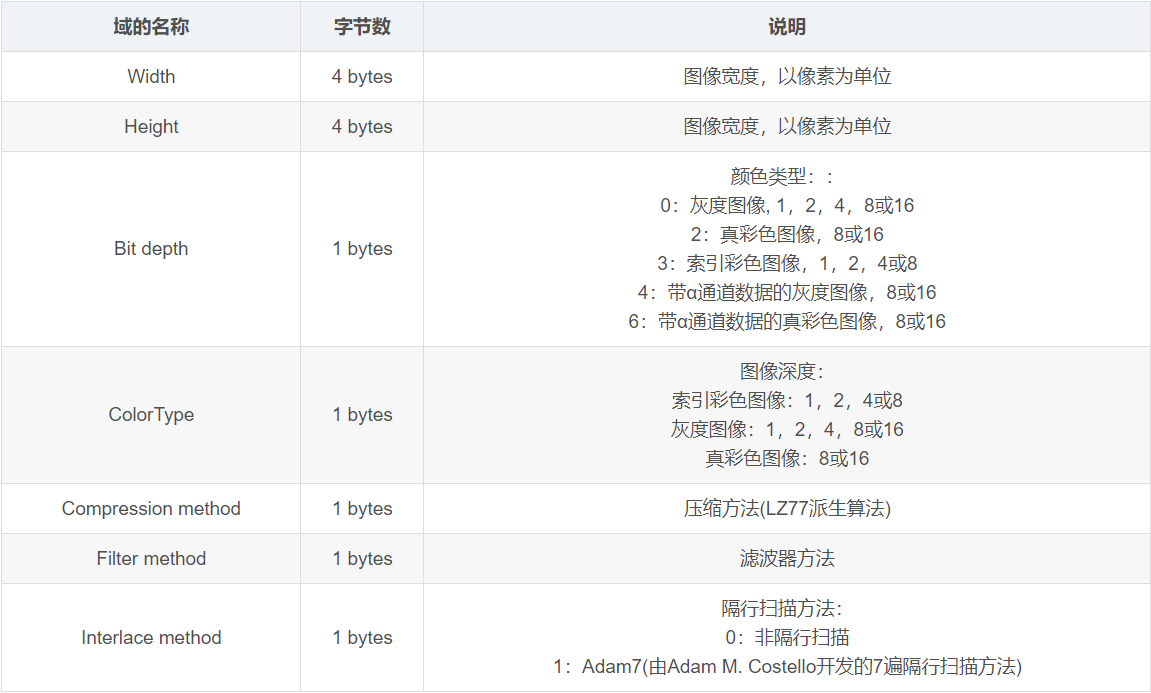 域的名称 字节数 说明
Width 4 bytes 图像宽度，以像素为单位
Height 4 bytes 图像宽度，以像素为单位
Bit depth 1 bytes 颜色类型：:
0：灰度图像, 1，2，4，8或16
2：真彩色图像，8或16
3：索引彩色图像，1，2，4或8
4：带α通道数据的灰度图像，8或16
6：带α通道数据的真彩色图像，8或16
ColorType 1 bytes 图像深度：
索引彩色图像：1，2，4或8
灰度图像：1，2，4，8或16
真彩色图像：8或16
Compression method 1 bytes 压缩方法(LZ77派生算法)
Filter method 1 bytes 滤波器方法
Interlace method 1 bytes 隔行扫描方法：
0：非隔行扫描
1：Adam7(由Adam M. Costello开发的7遍隔行扫描方法)